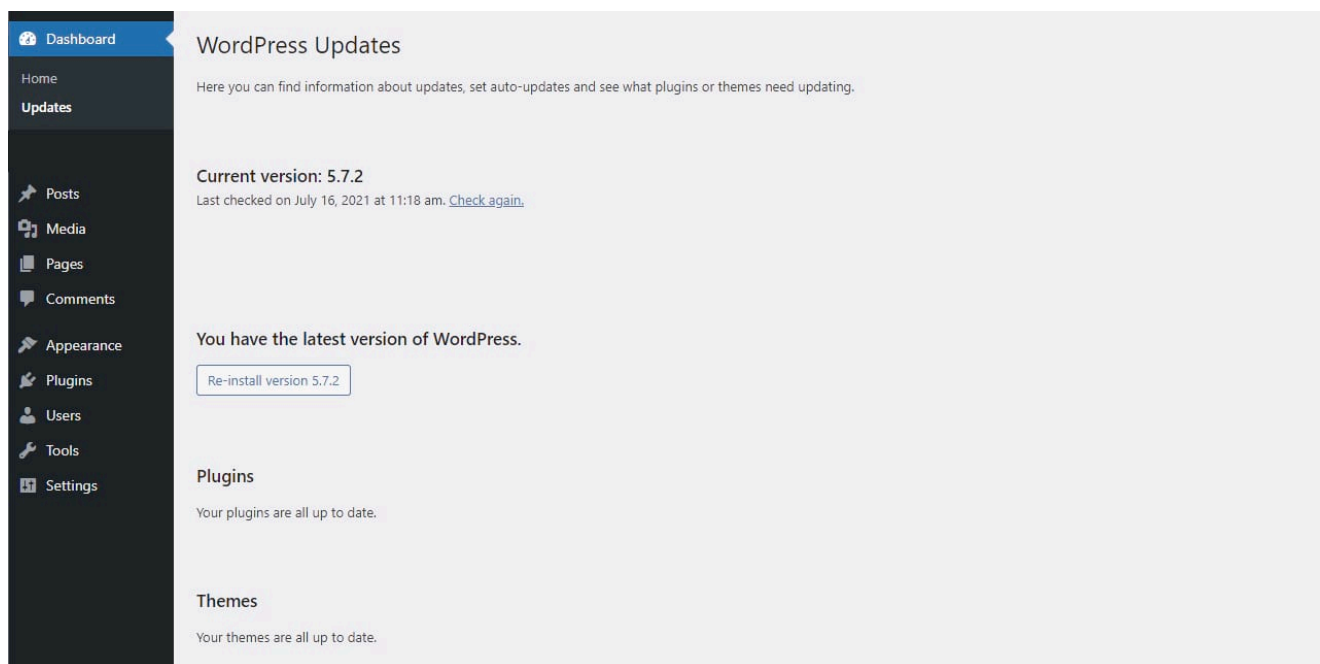 Dashboard
Home
Updates
Posts
Media
Pages
Comments
Appearance
Plugins
Users
Tools
Settings
WordPress Updates
Here you can find information about updates, set auto-updates and see what plugins or themes need updating.
Current version: 5.7.2
Last checked on July 16, 2021 at 11:18 am. Check again.
You have the latest version of WordPress.
Re-install version 5.7.2
Plugins
Your plugins are all up to date.
Themes
Your themes are all up to date.